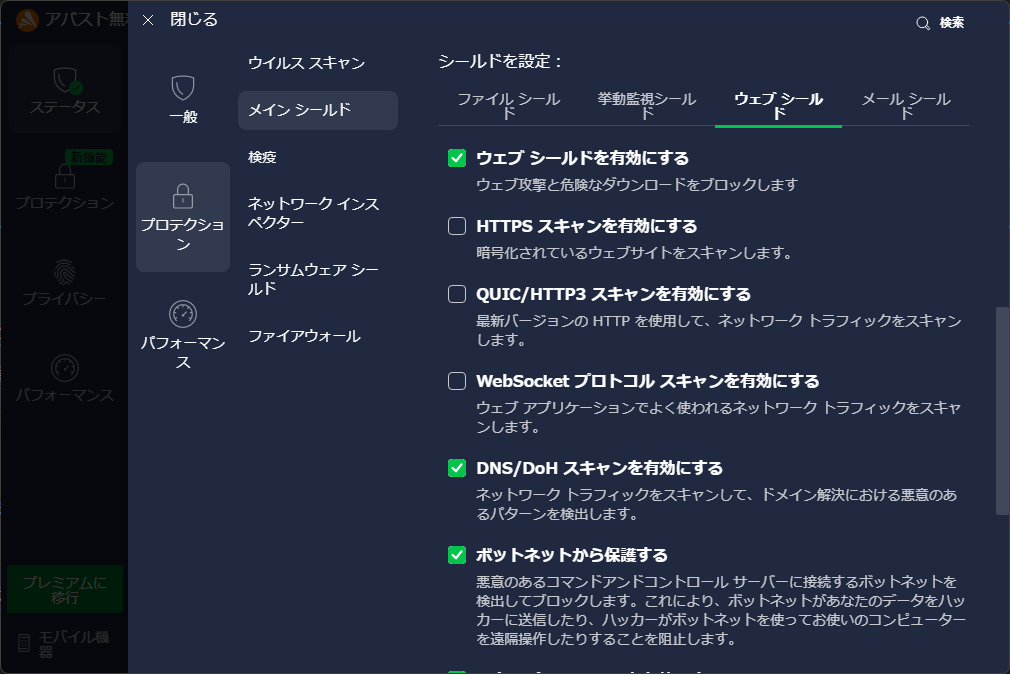 アバスト無
閉じる
検索
ステータス
新機能
プロテクション
プライバシー
パフォーマンス
プレミアムに
移行
モバイル機
器
一般
プロテクショ
ン
パフォーマン
ス
ウイルス スキャン
メイン シールド
検疫
ネットワーク インス
ペクター
ランサムウェア シー
ルド
ファイアウォール
シールドを設定：
ファイル シール
ド
挙動監視シール
ド
ウェブ シール
ド
メール シール
ド
ウェブ シールドを有効にする
ウェブ攻撃と危険なダウンロードをブロックします
HTTPS スキャンを有効にする
暗号化されているウェブサイトをスキャンします。
QUIC/HTTP3 スキャンを有効にする
最新バージョンの HTTP を使用して、ネットワーク トラフィックをスキャン
します。
WebSocket プロトコル スキャンを有効にする
ウェブ アプリケーションでよく使われるネットワーク トラフィックをスキャ
ンします。
DNS/DoH スキャンを有効にする
ネットワーク トラフィックをスキャンして、ドメイン解決における悪意のあ
るパターンを検出します。
ボットネットから保護する
悪意のあるコマンドアンドコントロール サーバーに接続するボットネットを
検出してブロックします。これにより、ボットネットがあなたのデータをハッ
カーに送信したり、ハッカーがボットネットを使ってお使いのコンピューター
を遠隔操作したりすることを阻止します。